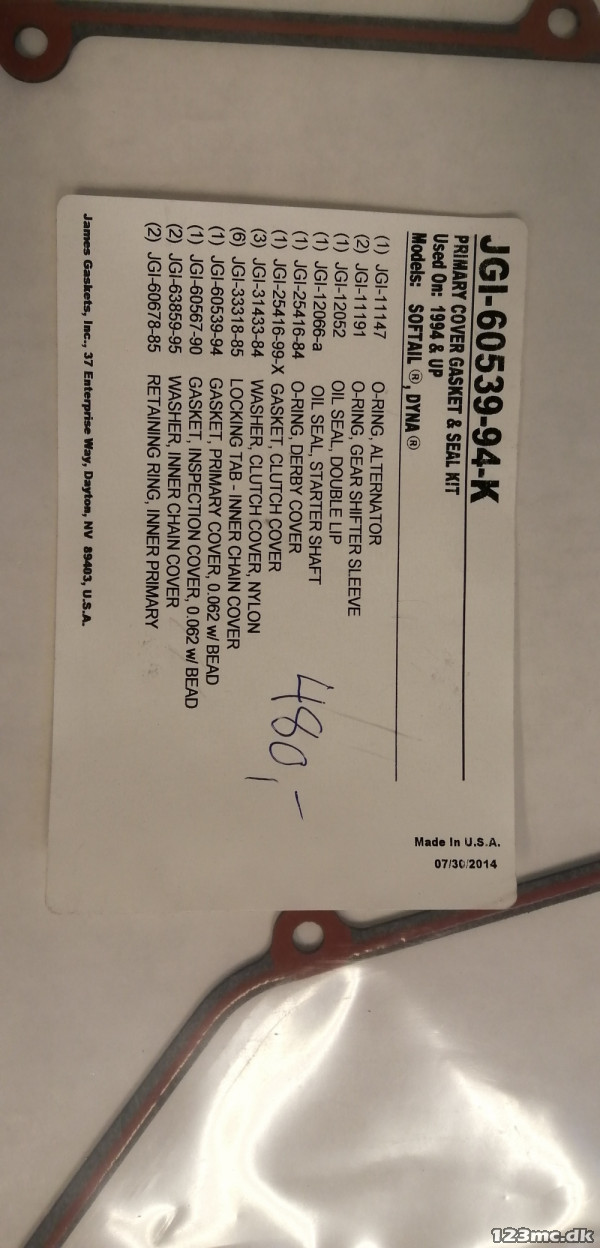 JGI-60539-94-K
PRIMARY COVER GASKET & SEAL KIT
Used On: 1994 & UP
Models: SOFTAIL ®, DYNA ®
(1) JGI-11147 O-RING, ALTERNATOR
(2) JGI-11191 O-RING, GEAR SHIFTER SLEEVE
(1) JGI-12052 OIL SEAL, DOUBLE LIP
(1) JGI-12066-a OIL SEAL, STARTER SHAFT
(1) JGI-25416-84 O-RING, DERBY COVER
(1) JGI-25416-99-X GASKET, CLUTCH COVER
(3) JGI-31433-84 WASHER, CLUTCH COVER, NYLON
(6) JGI-33318-85 LOCKING TAB - INNER CHAIN COVER
(1) JGI-60539-94 GASKET, PRIMARY COVER, 0.062 w/ BEAD
(1) JGI-60567-90 GASKET, INSPECTION COVER, 0.062 w/ BEAD
(2) JGI-63859-95 WASHER, INNER CHAIN COVER
(2) JGI-60678-85 RETAINING RING, INNER PRIMARY
480,-
Made In U.S.A.
07/30/2014
James Gaskets, Inc., 37 Enterprise Way, Dayton, NV 89403, U.S.A.
123mc.dk